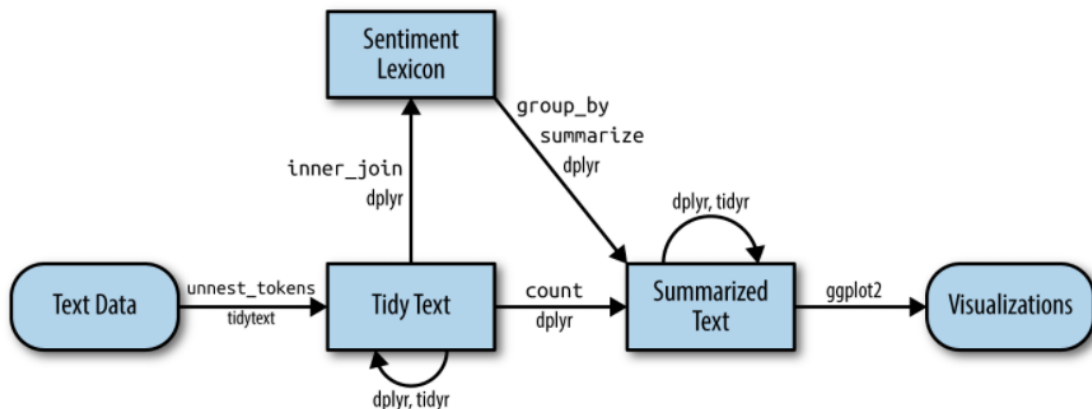 Sentiment
Lexicon
group_by
summarize
dplyr
inner_join
dplyr
dplyr, tidyr
Text Data
unnest_tokens
tidytext
Tidy Text
count
dplyr
Summarized
Text
ggplot2
Visualizations
dplyr, tidyr